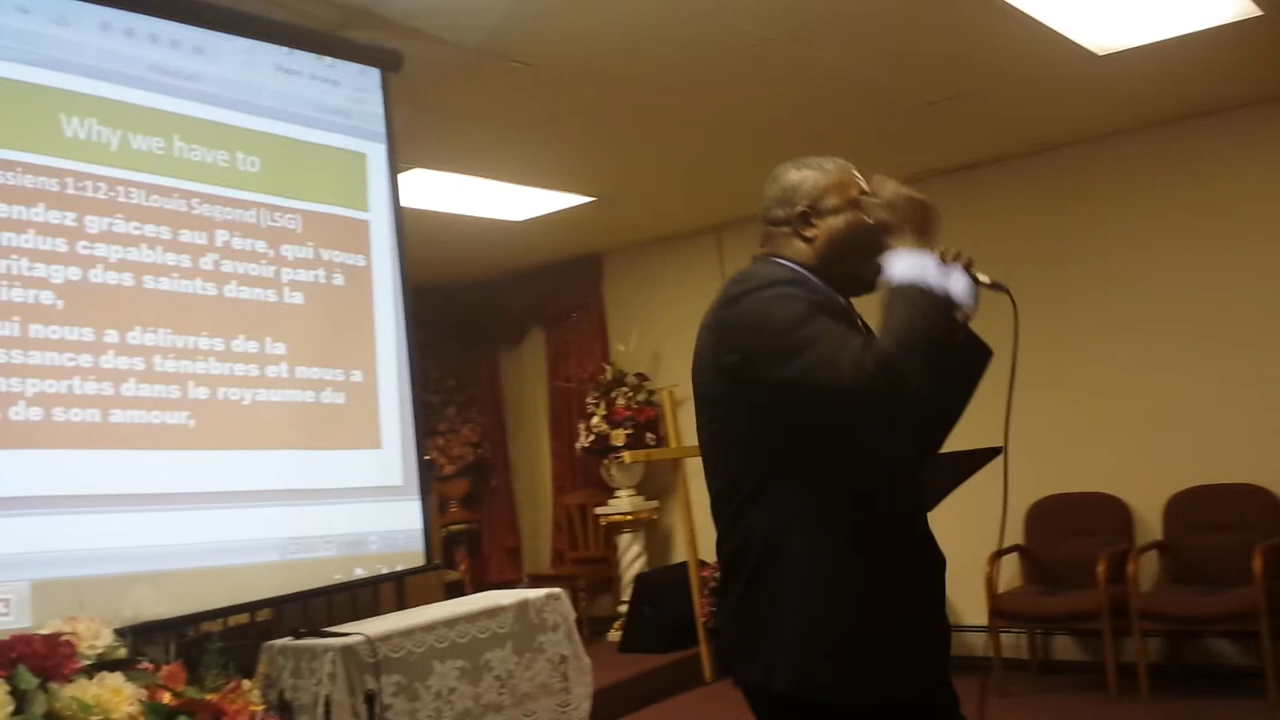 Why we have to
ssiens 1:12-13Louis Segond (LSG)
endez grâces au Père, qui vous
ondus capables d'avoir part à
ritage des saints dans la
ière,
ui nous a délivrés de la
ssance des ténèbres et nous a
nsportés dans le royaume du
de son amour,